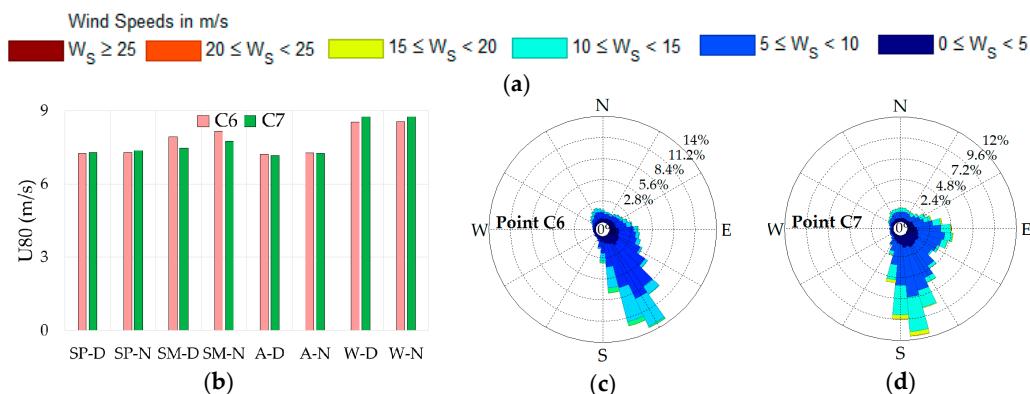 Wind Speeds in m/s
W_S ≥ 25 20 ≤ W_S < 25 15 ≤ W_S < 20 10 ≤ W_S < 15 5 ≤ W_S < 10 0 ≤ W_S < 5
(a)
9
6
3
0
U80 (m/s)
C6 C7
SP-D SP-N SM-D SM-N A-D A-N W-D W-N
(b)
N
14%
11.2%
8.4%
5.6%
2.8%
0%
W Point C6 E
S
(c)
N
12%
9.6%
7.2%
4.8%
2.4%
0%
W Point C7 E
S
(d)